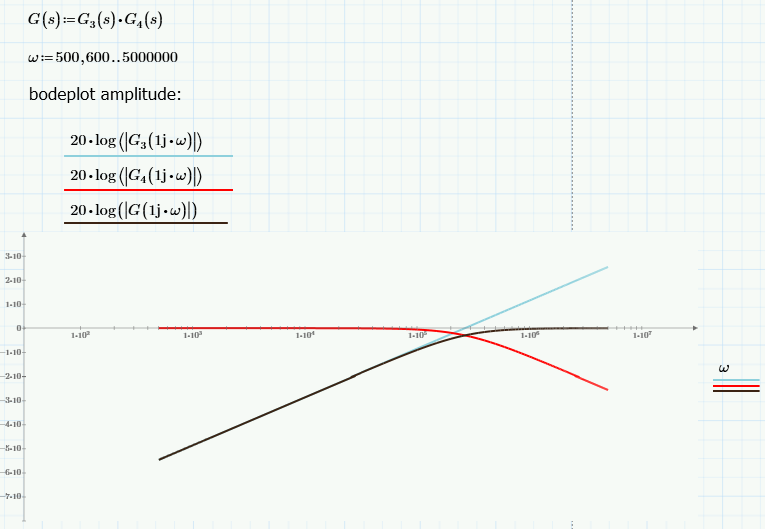 G(s):=G₃(s)•G₄(s)
ω:=500,600..5000000
bodeplot amplitude:
20•log(|G₃(1j•ω)|)
20•log(|G₄(1j•ω)|)
20•log(|G(1j•ω)|)
3•10
2•10
1•10
0
-1•10
-2•10
-3•10
-4•10
-5•10
-6•10
-7•10
1•10² 1•10³ 1•10⁴ 1•10⁵ 1•10⁶ 1•10⁷
ω